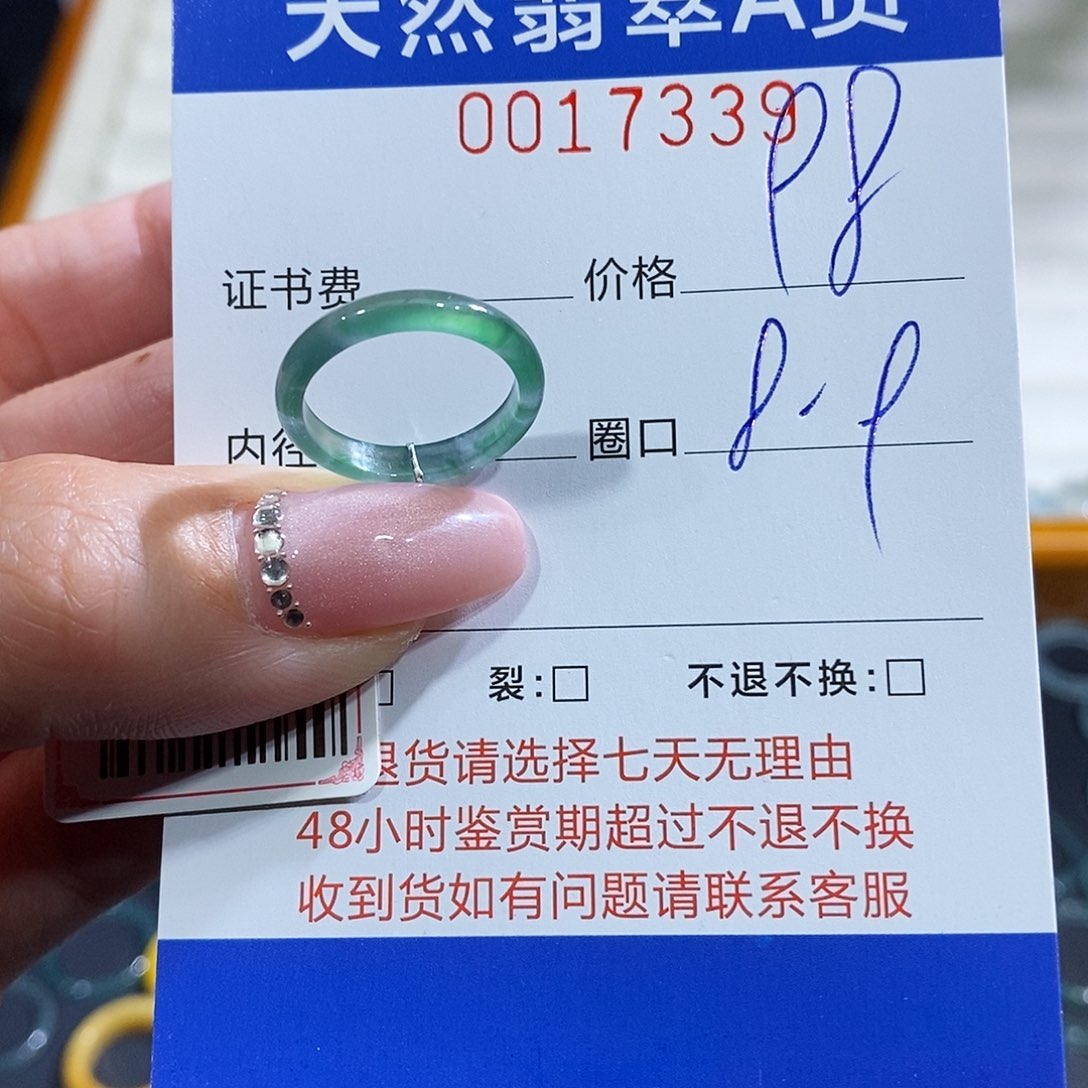 天然翡翠A货
0017339
证书费 价格
内径 圈口
裂:□ 不退不换:□
退货请选择七天无理由
48小时鉴赏期超过不退不换
收到货如有问题请联系客服